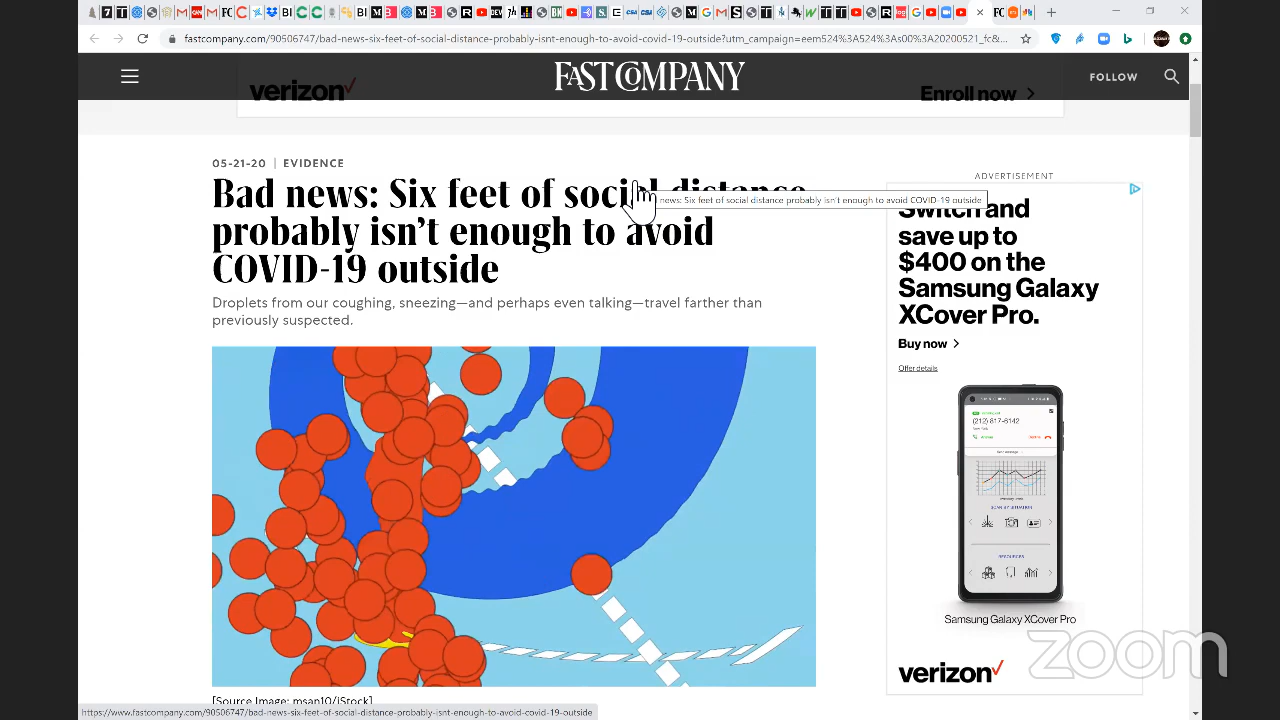 fastcompany.com/90506747/bad-news-six-feet-of-social-distance-probably-isnt-enough-to-avoid-covid-19-outside?utm_campaign=eem524%3A524%3As00%3A20200521_fc&...
verizon✓
FAST COMPANY
FOLLOW
Enroll now >
05-21-20 | EVIDENCE
Bad news: Six feet of social distance
news: Six feet of social distance probably isn't enough to avoid COVID-19 outside
probably isn't enough to avoid
COVID-19 outside
Droplets from our coughing, sneezing—and perhaps even talking—travel farther than
previously suspected.
[Source Image: msan10/iStock]
ADVERTISEMENT
Switch and
save up to
$400 on the
Samsung Galaxy
XCover Pro.
Buy now >
Offer details
(212) 817-6142
SCAN BY SITUATION
RESOURCES
Samsung Galaxy XCover Pro
verizon✓
zoom
https://www.fastcompany.com/90506747/bad-news-six-feet-of-social-distance-probably-isnt-enough-to-avoid-covid-19-outside